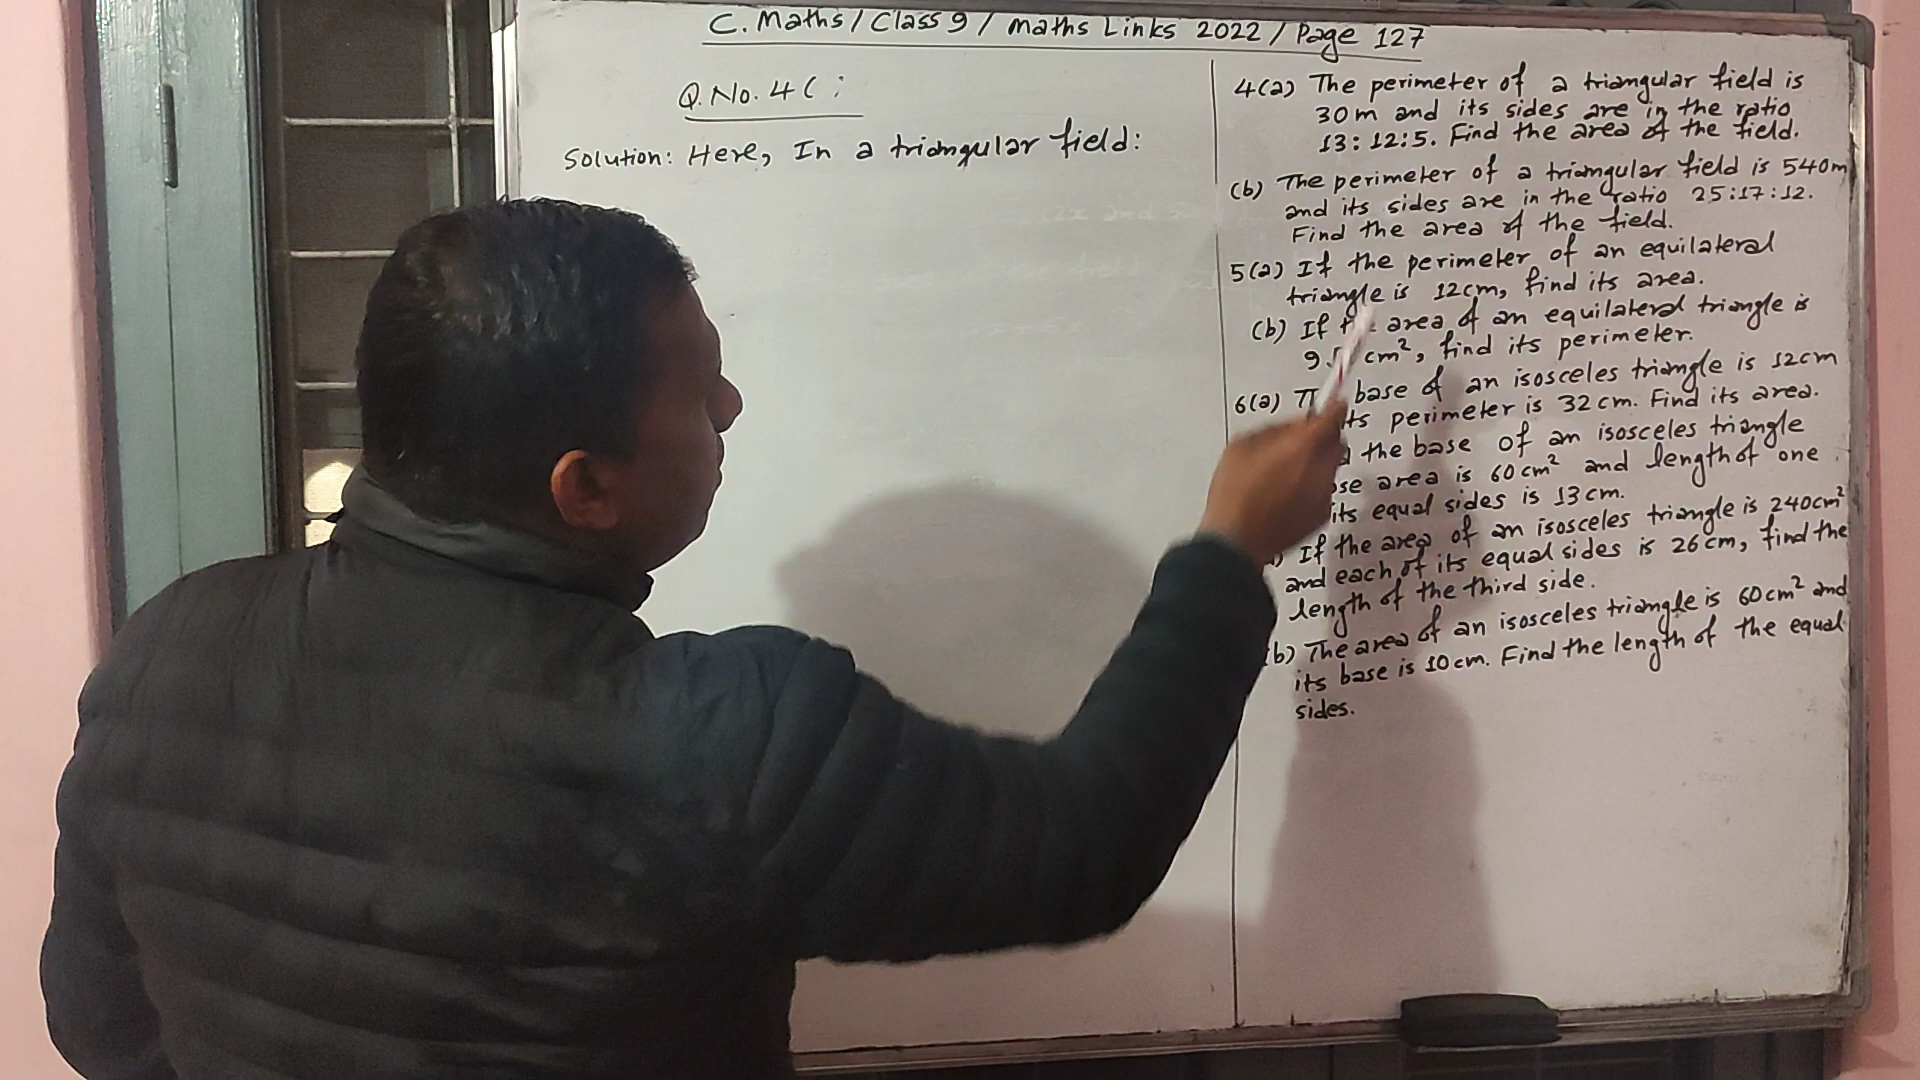 C. Maths / Class 9 / Maths Links 2022 / Page 127
Q. No. 4 ( :
Solution: Here, In a triangular field:
4(a) The perimeter of a triangular field is
30m and its sides are in the ratio
13:12:5. Find the area of the field.
(b) The perimeter of a triangular field is 540m
and its sides are in the ratio 25:17:12.
Find the area of the field.
5(a) If the perimeter of an equilateral
triangle is 12cm, find its area.
(b) If area of an equilateral triangle is
cm², find its perimeter.
6(a) base of an isosceles triangle is 12cm
perimeter is 32cm. Find its area.
the base of an isosceles triangle
area is 60cm² and length of one
its equal sides is 13cm.
If the area of an isosceles triangle is 240cm²
and each of its equal sides is 26cm, find the
length of the third side.
b) The area of an isosceles triangle is 60cm² and
its base is 10cm. Find the length of the equal
sides.